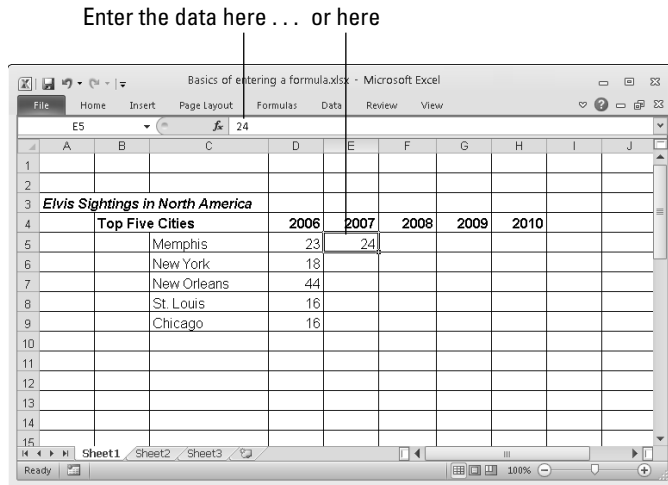 Enter the data here . . . or here
Basics of entering a formula.xlsx - Microsoft Excel
File Home Insert Page Layout Formulas Data Review View
E5 fx 24
A B C D E F G H I J
1
2
3 Elvis Sightings in North America
4 Top Five Cities 2006 2007 2008 2009 2010
5 Memphis 23 24
6 New York 18
7 New Orleans 44
8 St. Louis 16
9 Chicago 16
10
11
12
13
14
15
Sheet1 Sheet2 Sheet3
Ready 100%